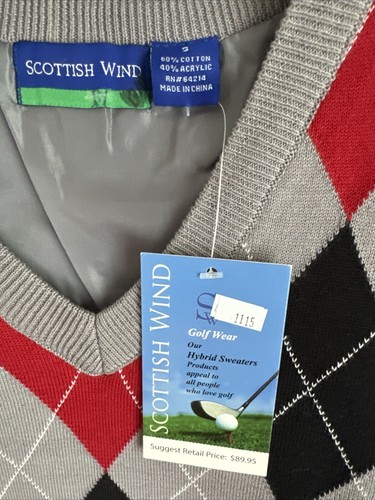 SCOTTISH WIND
S
60% COTTON
40% ACRYLIC
RN# 64214
MADE IN CHINA
SCOTTISH WIND
1115
Golf Wear
Our
Hybrid Sweaters
Products
appeal to
all people
who love golf
Suggest Retail Price: $89.95